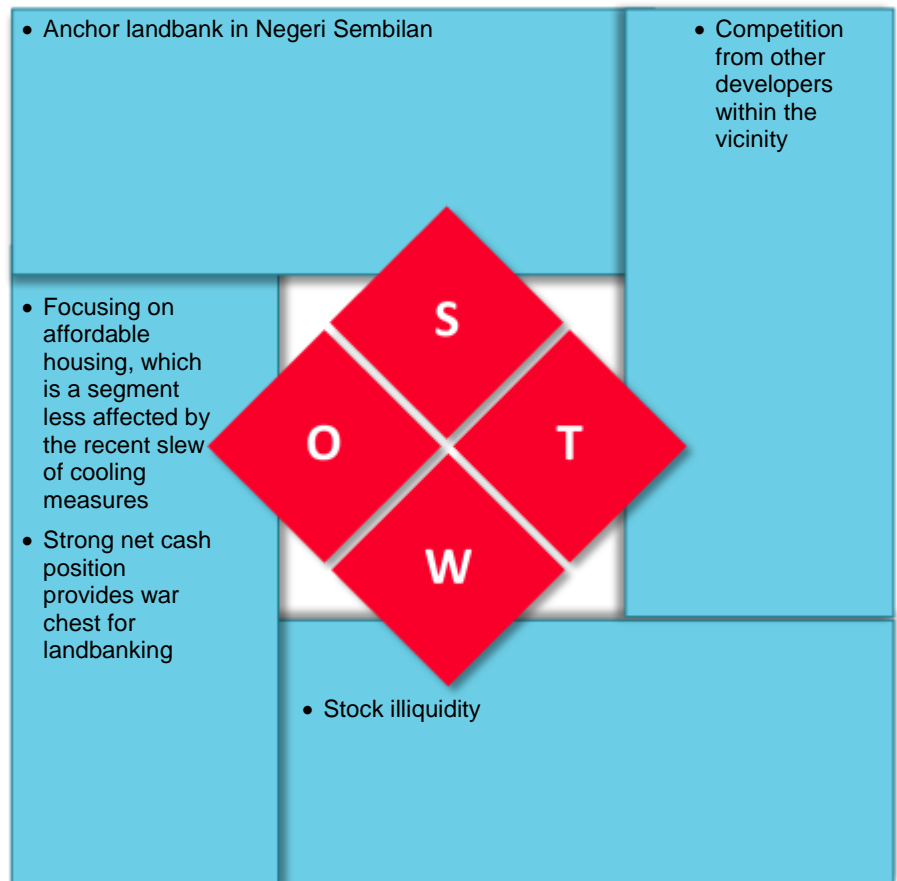 • Anchor landbank in Negeri Sembilan
• Competition
from other
developers
within the
vicinity
• Focusing on
affordable
housing, which
is a segment
less affected by
the recent slew
of cooling
measures
• Strong net cash
position
provides war
chest for
landbanking
S
O
T
W
• Stock illiquidity